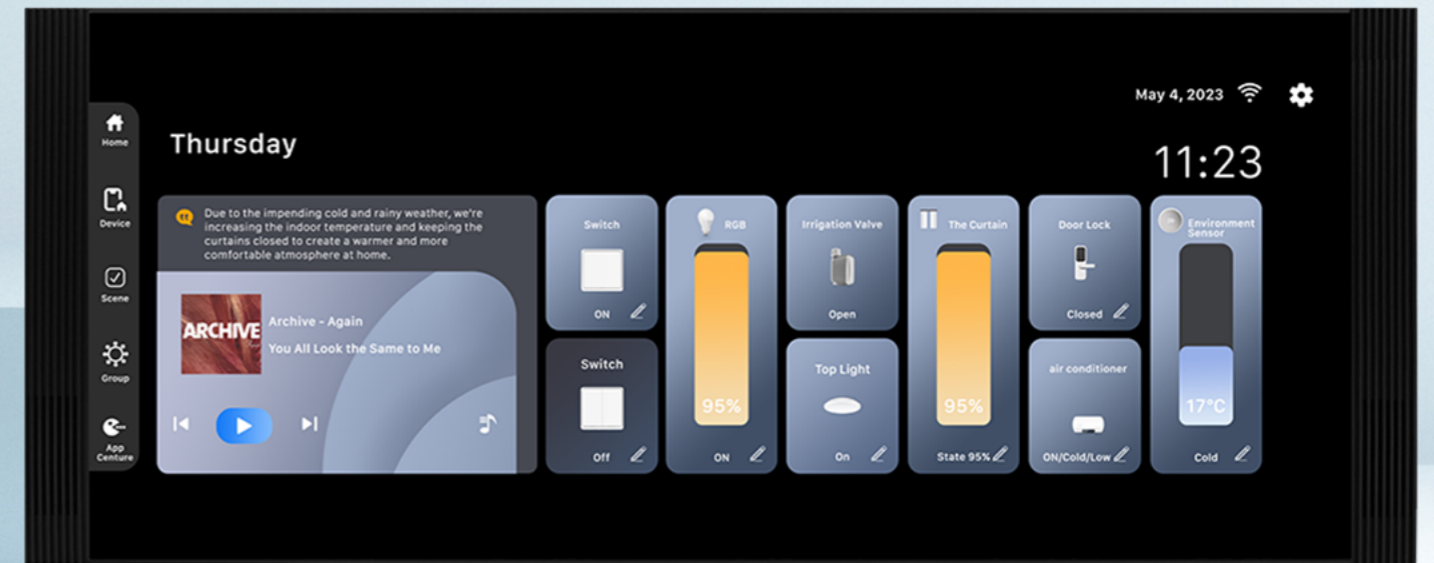 May 4, 2023
Thursday
11:23
Home
Device
Scene
Group
App
Centure
Due to the impending cold and rainy weather, we're
increasing the indoor temperature and keeping the
curtains closed to create a warmer and more
comfortable atmosphere at home.
ARCHIVE
Archive - Again
You All Look the Same to Me
Switch
ON
Switch
Off
RGB
95%
ON
Irrigation Valve
Open
Top Light
On
The Curtain
95%
State 95%
Door Lock
Closed
air conditioner
ON/Cold/Low
Environment
Sensor
17°C
Cold